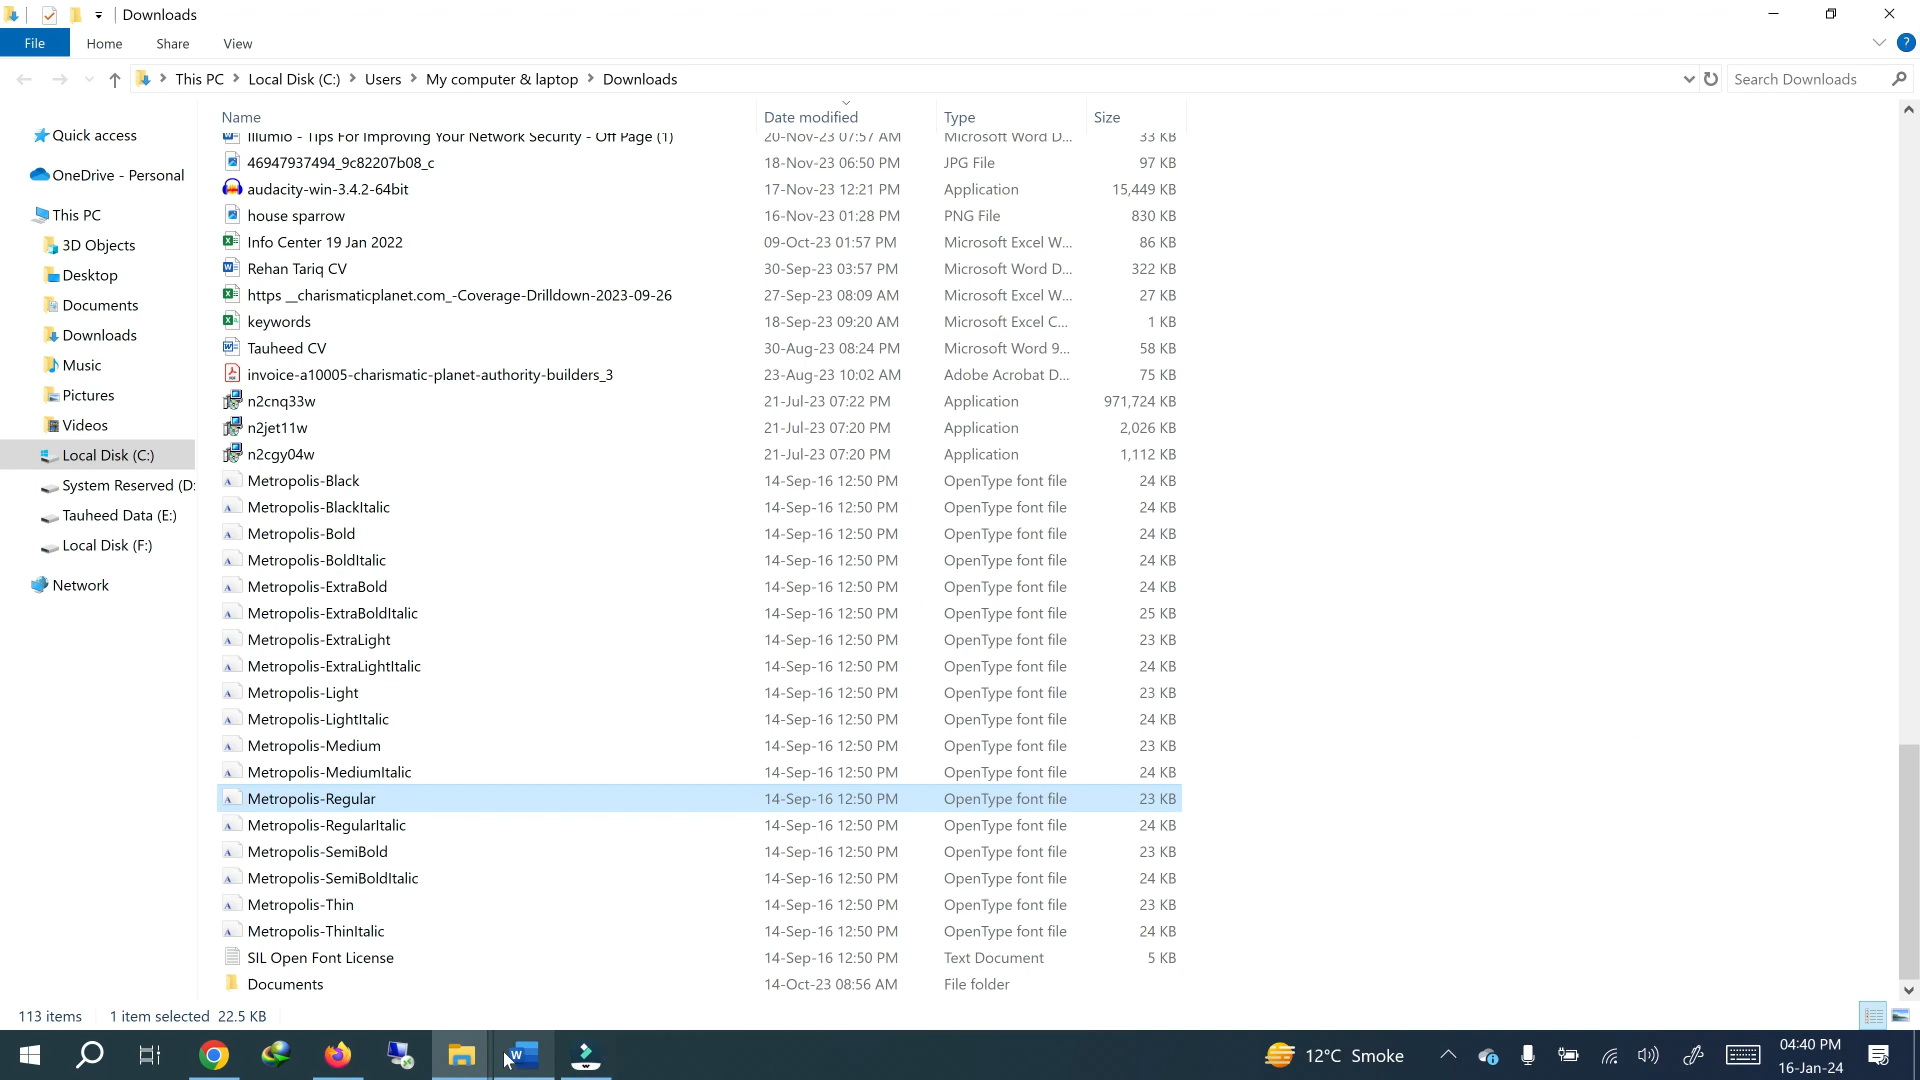 Downloads
File Home Share View
This PC Local Disk (C:) Users My computer & laptop Downloads Search Downloads
Name Date modified Type Size
Quick access
OneDrive - Personal
This PC
3D Objects
Desktop
Documents
Downloads
Music
Pictures
Videos
Local Disk (C:)
System Reserved (D:
Tauheed Data (E:)
Local Disk (F:)
Network
Illumio - Tips For Improving Your Network Security - Off Page (1) 20-Nov-23 07:57 AM Microsoft Word D... 33 KB
46947937494_9c82207b08_c 18-Nov-23 06:50 PM JPG File 97 KB
audacity-win-3.4.2-64bit 17-Nov-23 12:21 PM Application 15,449 KB
house sparrow 16-Nov-23 01:28 PM PNG File 830 KB
Info Center 19 Jan 2022 09-Oct-23 01:57 PM Microsoft Excel W... 86 KB
Rehan Tariq CV 30-Sep-23 03:57 PM Microsoft Word D... 322 KB
https __charismaticplanet.com_-Coverage-Drilldown-2023-09-26 27-Sep-23 08:09 AM Microsoft Excel W... 27 KB
keywords 18-Sep-23 09:20 AM Microsoft Excel C... 1 KB
Tauheed CV 30-Aug-23 08:24 PM Microsoft Word 9... 58 KB
invoice-a10005-charismatic-planet-authority-builders_3 23-Aug-23 10:02 AM Adobe Acrobat D... 75 KB
n2cnq33w 21-Jul-23 07:22 PM Application 971,724 KB
n2jet11w 21-Jul-23 07:20 PM Application 2,026 KB
n2cgy04w 21-Jul-23 07:20 PM Application 1,112 KB
Metropolis-Black 14-Sep-16 12:50 PM OpenType font file 24 KB
Metropolis-BlackItalic 14-Sep-16 12:50 PM OpenType font file 24 KB
Metropolis-Bold 14-Sep-16 12:50 PM OpenType font file 24 KB
Metropolis-BoldItalic 14-Sep-16 12:50 PM OpenType font file 24 KB
Metropolis-ExtraBold 14-Sep-16 12:50 PM OpenType font file 24 KB
Metropolis-ExtraBoldItalic 14-Sep-16 12:50 PM OpenType font file 25 KB
Metropolis-ExtraLight 14-Sep-16 12:50 PM OpenType font file 23 KB
Metropolis-ExtraLightItalic 14-Sep-16 12:50 PM OpenType font file 24 KB
Metropolis-Light 14-Sep-16 12:50 PM OpenType font file 23 KB
Metropolis-LightItalic 14-Sep-16 12:50 PM OpenType font file 24 KB
Metropolis-Medium 14-Sep-16 12:50 PM OpenType font file 23 KB
Metropolis-MediumItalic 14-Sep-16 12:50 PM OpenType font file 24 KB
Metropolis-Regular 14-Sep-16 12:50 PM OpenType font file 23 KB
Metropolis-RegularItalic 14-Sep-16 12:50 PM OpenType font file 24 KB
Metropolis-SemiBold 14-Sep-16 12:50 PM OpenType font file 23 KB
Metropolis-SemiBoldItalic 14-Sep-16 12:50 PM OpenType font file 24 KB
Metropolis-Thin 14-Sep-16 12:50 PM OpenType font file 23 KB
Metropolis-ThinItalic 14-Sep-16 12:50 PM OpenType font file 24 KB
SIL Open Font License 14-Sep-16 12:50 PM Text Document 5 KB
Documents 14-Oct-23 08:56 AM File folder
113 items 1 item selected 22.5 KB
12°C Smoke
04:40 PM
16-Jan-24